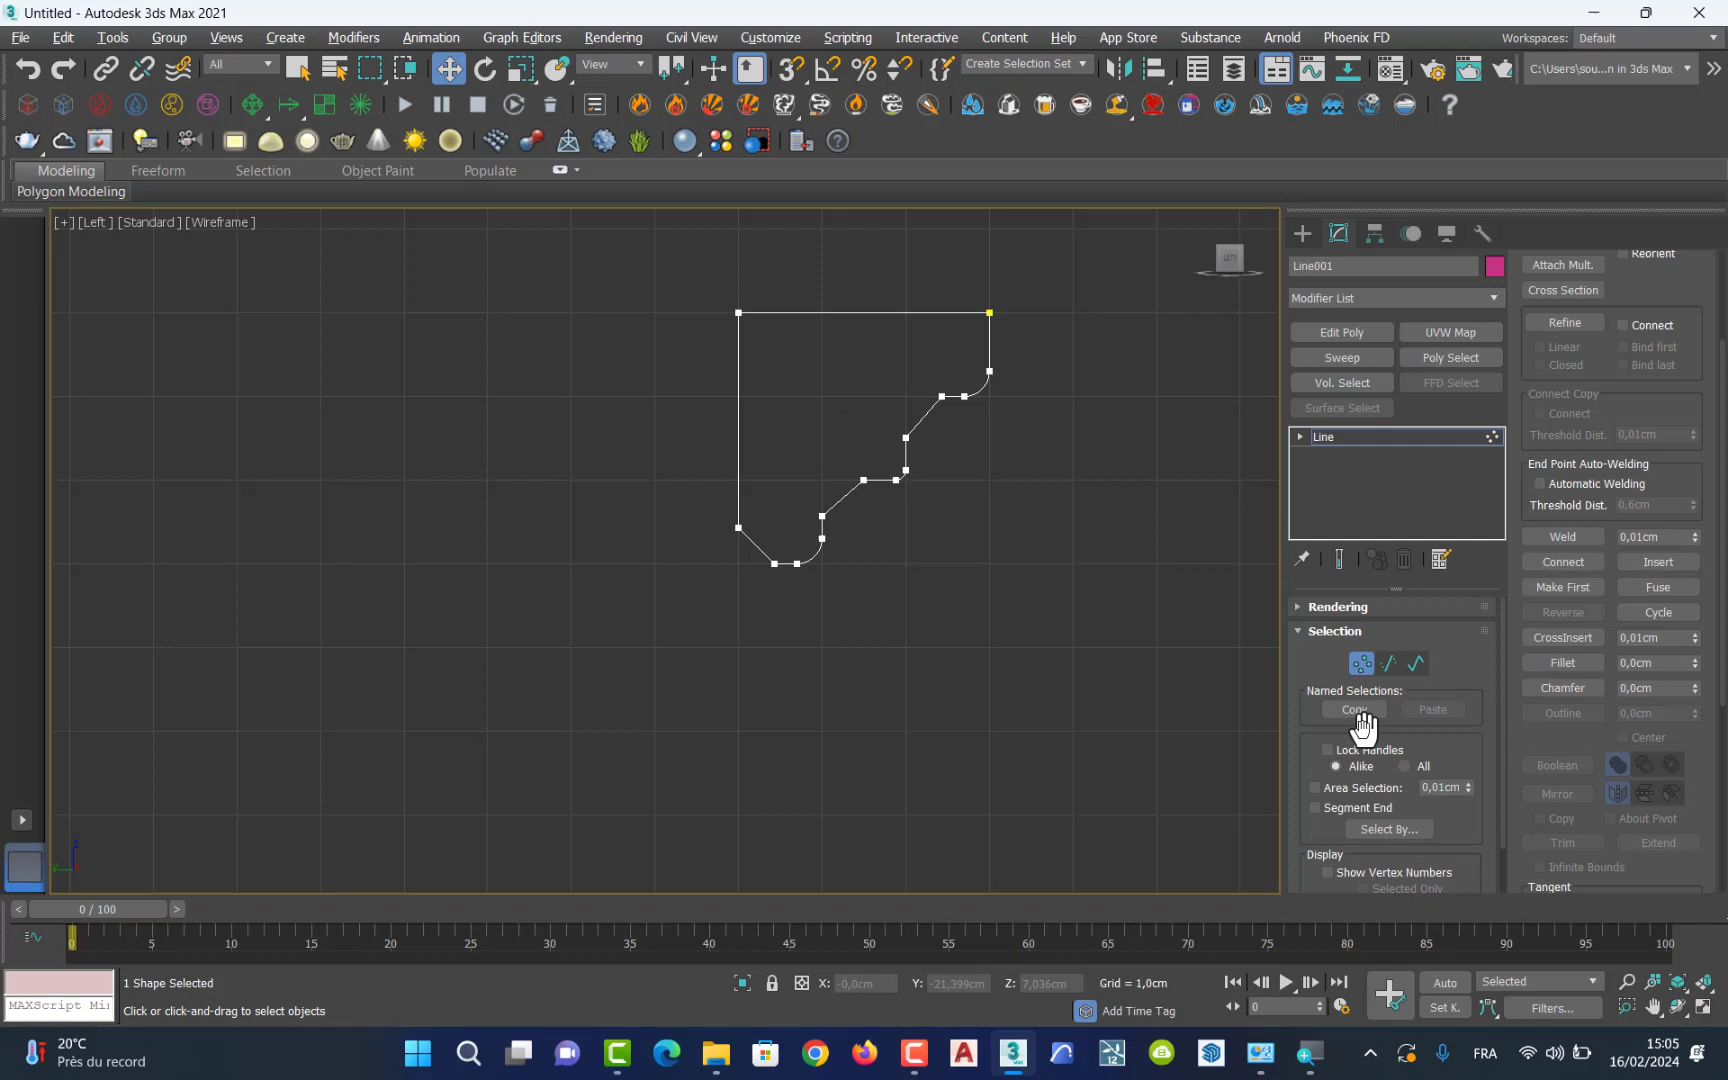 Untitled - Autodesk 3ds Max 2021
File Edit Tools Group Views Create Modifiers Animation Graph Editors Rendering Civil View Customize Scripting Interactive Content Help App Store Substance Arnold Phoenix FD Workspaces: Default
All View Create Selection Set C:\Users\sou...n in 3ds Max
Modeling Freeform Selection Object Paint Populate
Polygon Modeling
[+] [Left ] [Standard ] [Wireframe ]
LEFT
Line001
Modifier List
Edit Poly UVW Map
Sweep Poly Select
Vol. Select FFD Select
Surface Select
Line
Rendering
Selection
Named Selections:
Copy Paste
Lock Handles
Alike All
Area Selection: 0,01cm
Segment End
Select By...
Display
Show Vertex Numbers
Selected Only
Reorient
Attach Mult.
Cross Section
Refine Connect
Linear Bind first
Closed Bind last
Connect Copy
Connect
Threshold Dist. 0,01cm
End Point Auto-Welding
Automatic Welding
Threshold Dist. 0,6cm
Weld 0,01cm
Connect Insert
Make First Fuse
Reverse Cycle
CrossInsert 0,01cm
Fillet 0,0cm
Chamfer 0,0cm
Outline 0,0cm
Center
Boolean
Mirror
Copy About Pivot
Trim Extend
Infinite Bounds
Tangent
z
y
< 0 / 100 >
0 5 10 15 20 25 30 35 40 45 50 55 60 65 70 75 80 85 90 95 100
MAXScript Mi
1 Shape Selected
Click or click-and-drag to select objects
X: -0,0cm Y: -21,399cm Z: 7,036cm Grid = 1,0cm
Add Time Tag
0
Auto Selected
Set K. Filters...
20°C
Près du record
A
3
12
FRA
15:05
16/02/2024